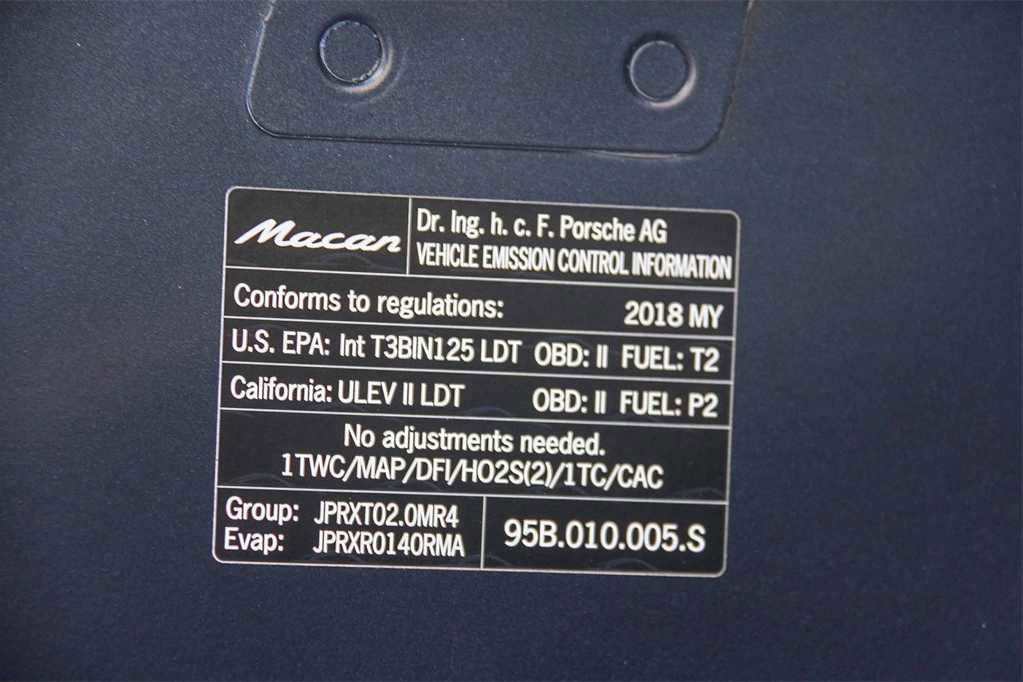 Macan
Dr. Ing. h. c. F. Porsche AG
VEHICLE EMISSION CONTROL INFORMATION
Conforms to regulations: 2018 MY
U.S. EPA: Int T3BIN125 LDT OBD: II FUEL: T2
California: ULEV II LDT OBD: II FUEL: P2
No adjustments needed.
1TWC/MAP/DFI/HO2S(2)/1TC/CAC
Group: JPRXT02.0MR4
Evap: JPRXR0140RMA
95B.010.005.S